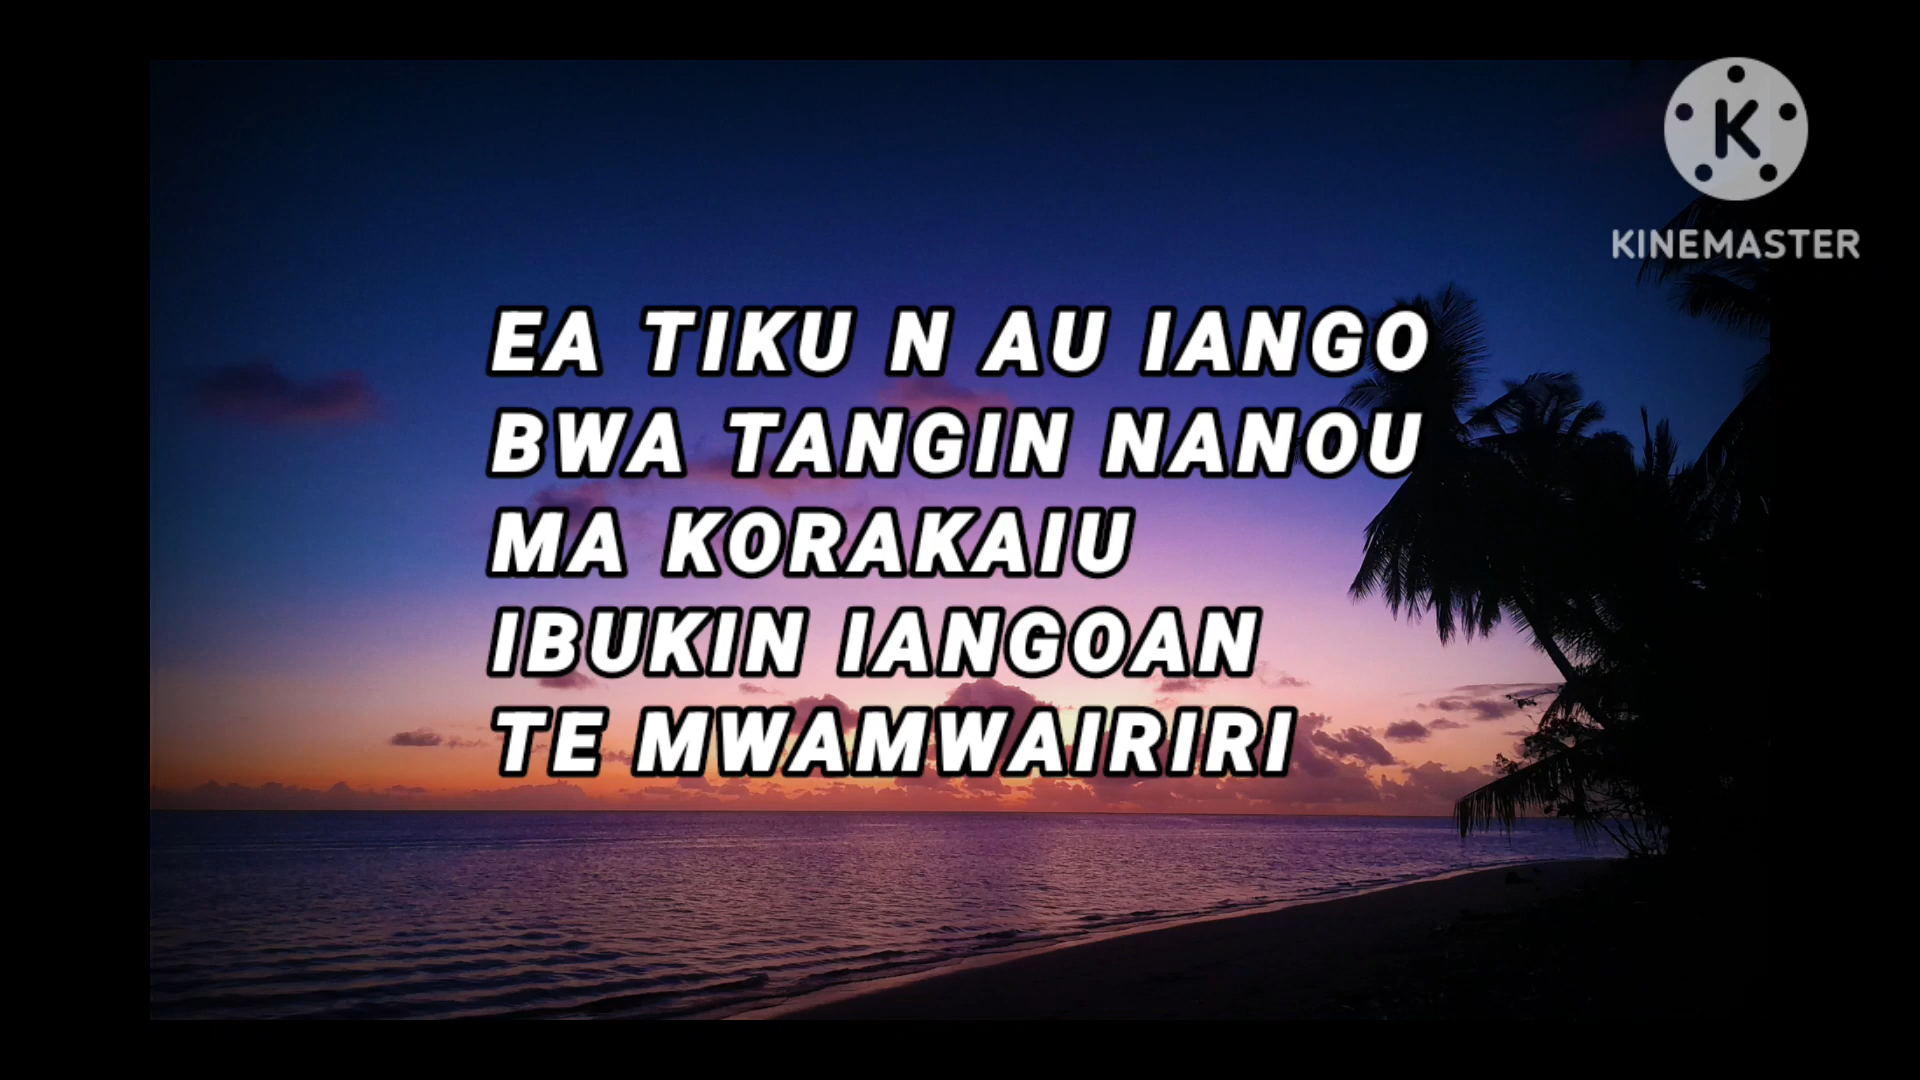 K
KINEMASTER
EA TIKU N AU IANGO
BWA TANGIN NANOU
MA KORAKAIU
IBUKIN IANGOAN
TE MWAMWAIRIRI